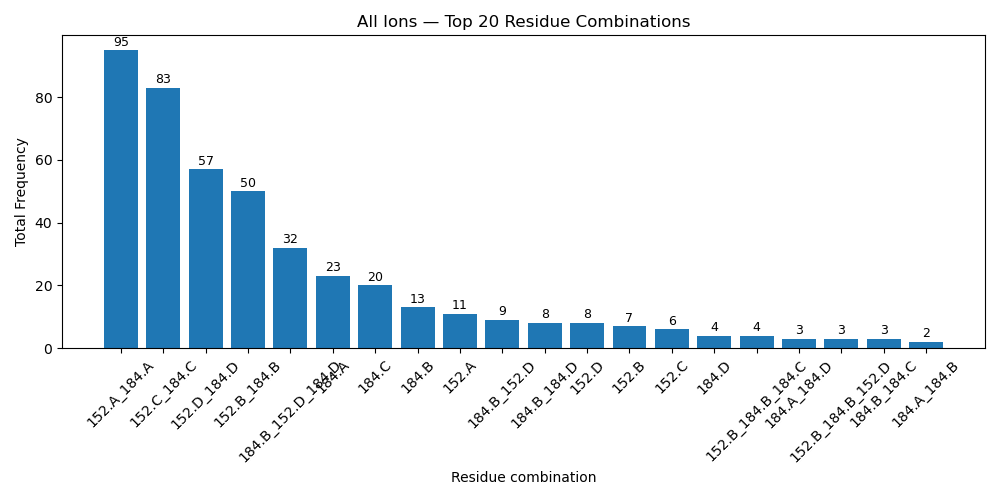 All Ions — Top 20 Residue Combinations
Total Frequency
80
60
40
20
0
95
83
57
50
32
23
20
13
11
9
8
8
7
6
4
4
3
3
3
2
152.A_184.A
152.C_184.C
152.D_184.D
152.B_184.B
184.B_152.D_184.D
184.A
184.C
184.B
152.A
184.B_152.D
184.B_184.D
152.D
152.B
152.C
184.D
152.B_184.B_184.C
184.A_184.D
152.B_184.B_152.D
184.B_184.C
184.A_184.B
Residue combination